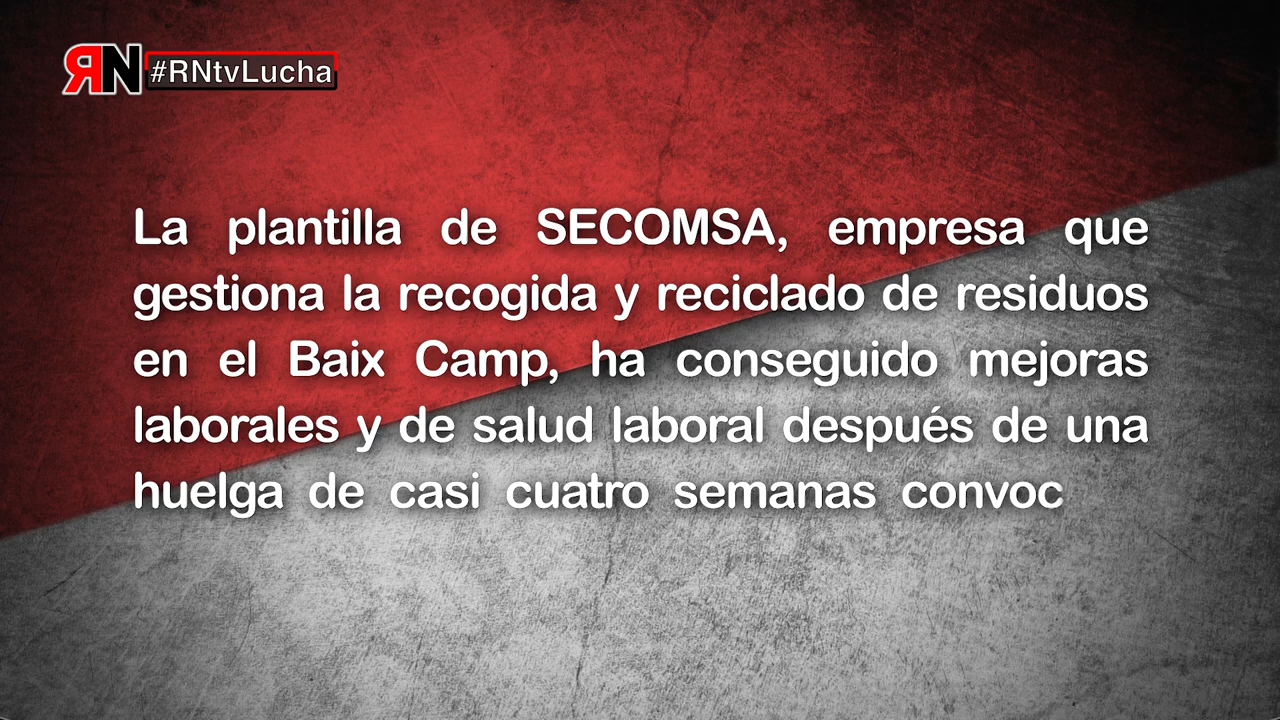 RN #RNtvLucha
La plantilla de SECOMSA, empresa que
gestiona la recogida y reciclado de residuos
en el Baix Camp, ha conseguido mejoras
laborales y de salud laboral después de una
huelga de casi cuatro semanas convoc